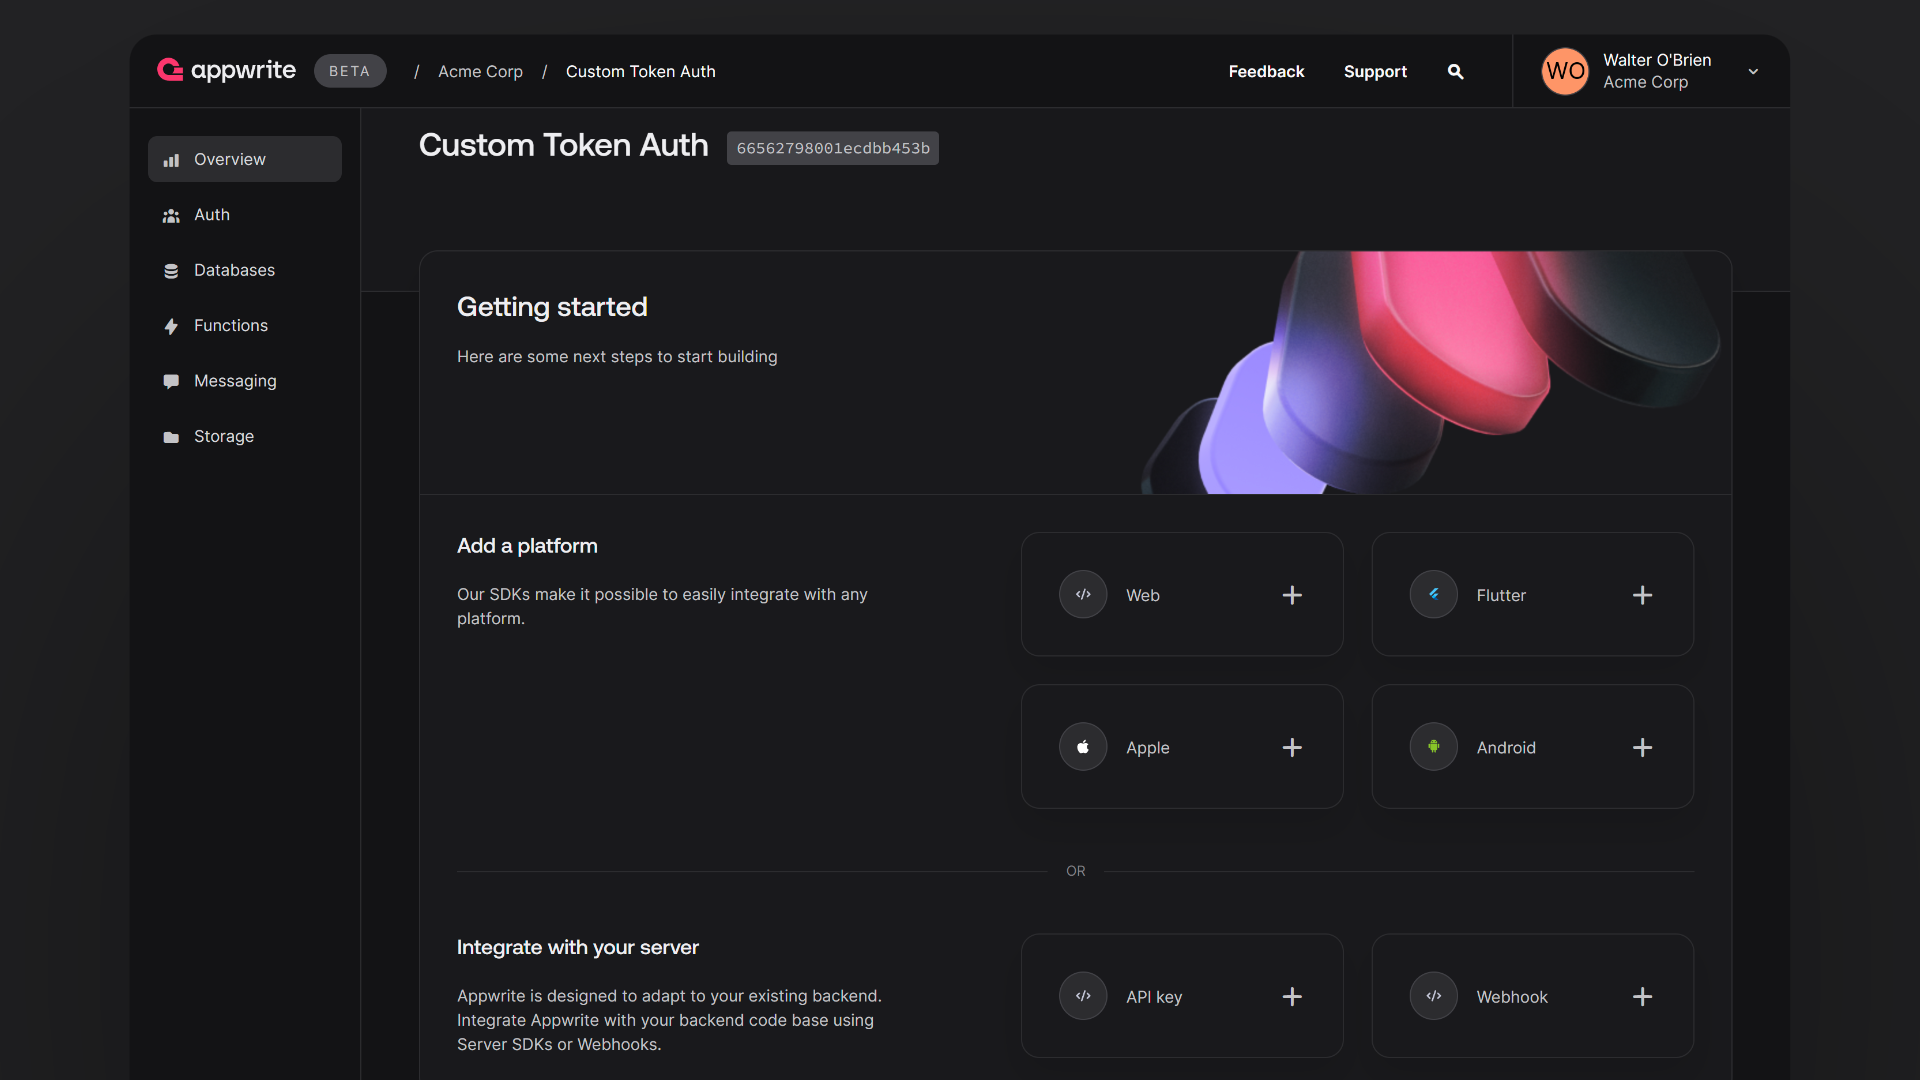 appwrite BETA / Acme Corp / Custom Token Auth Feedback Support WO Walter O'Brien
Acme Corp
Overview
Auth
Databases
Functions
Messaging
Storage
Custom Token Auth 66562798001ecdbb453b
Getting started
Here are some next steps to start building
Add a platform
Our SDKs make it possible to easily integrate with any
platform.
Web
Flutter
Apple
Android
OR
Integrate with your server
Appwrite is designed to adapt to your existing backend.
Integrate Appwrite with your backend code base using
Server SDKs or Webhooks.
API key
Webhook